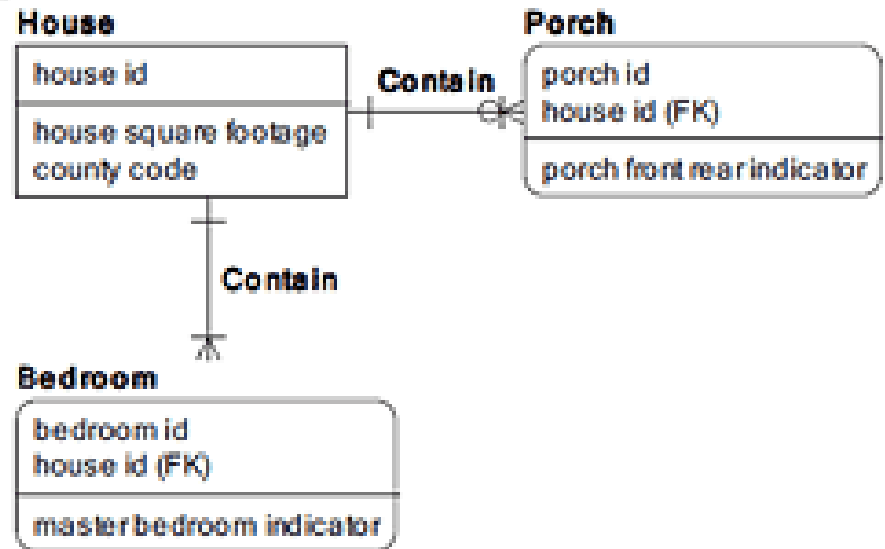 House
house id
house square footage
county code
Contain
Porch
porch id
house id (FK)
porch front rear indicator
Contain
Bedroom
bedroom id
house id (FK)
master bedroom indicator